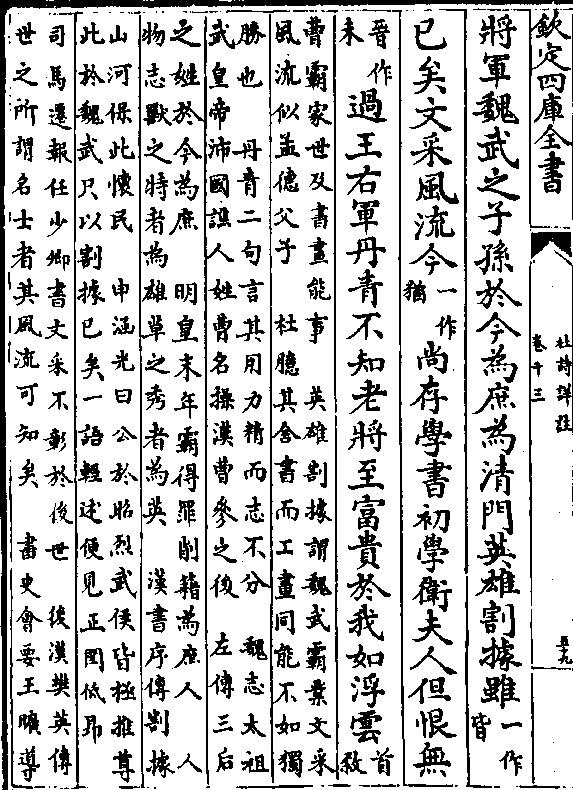 欽定四庫全書
杜詩詳註
卷十三
五九
將軍魏武之子孫於今為庶為清門英雄割據雖一作皆
已矣文采風流今一作猶尚存學書初學衛夫人但恨無
晉作未過王右軍丹青不知老將至富貴於我如浮雲首敘
曹霸家世及書畫能事 英雄割據謂魏武霸業文采
風流似孟德父子 杜臆其舍書而工畫同能不如獨
勝也 丹青二句言其用力精而志不分 魏志太祖
武皇帝沛國譙人姓曹名操漢曹參之後 左傳三后
之姓於今為庶 明皇末年霸得罪削籍為庶人 人
物志獸之特者為雄草之秀者為英 漢書序傳割據
山河保此懷民 申涵光曰公於昭烈武侯皆極推尊
此於魏武只以割據已矣一語輕述便見正閏低昂
司馬遷報任少卿書文采不彰於後世 後漢樊英傳
世之所謂名士者其風流可知矣 書史會要王曠導